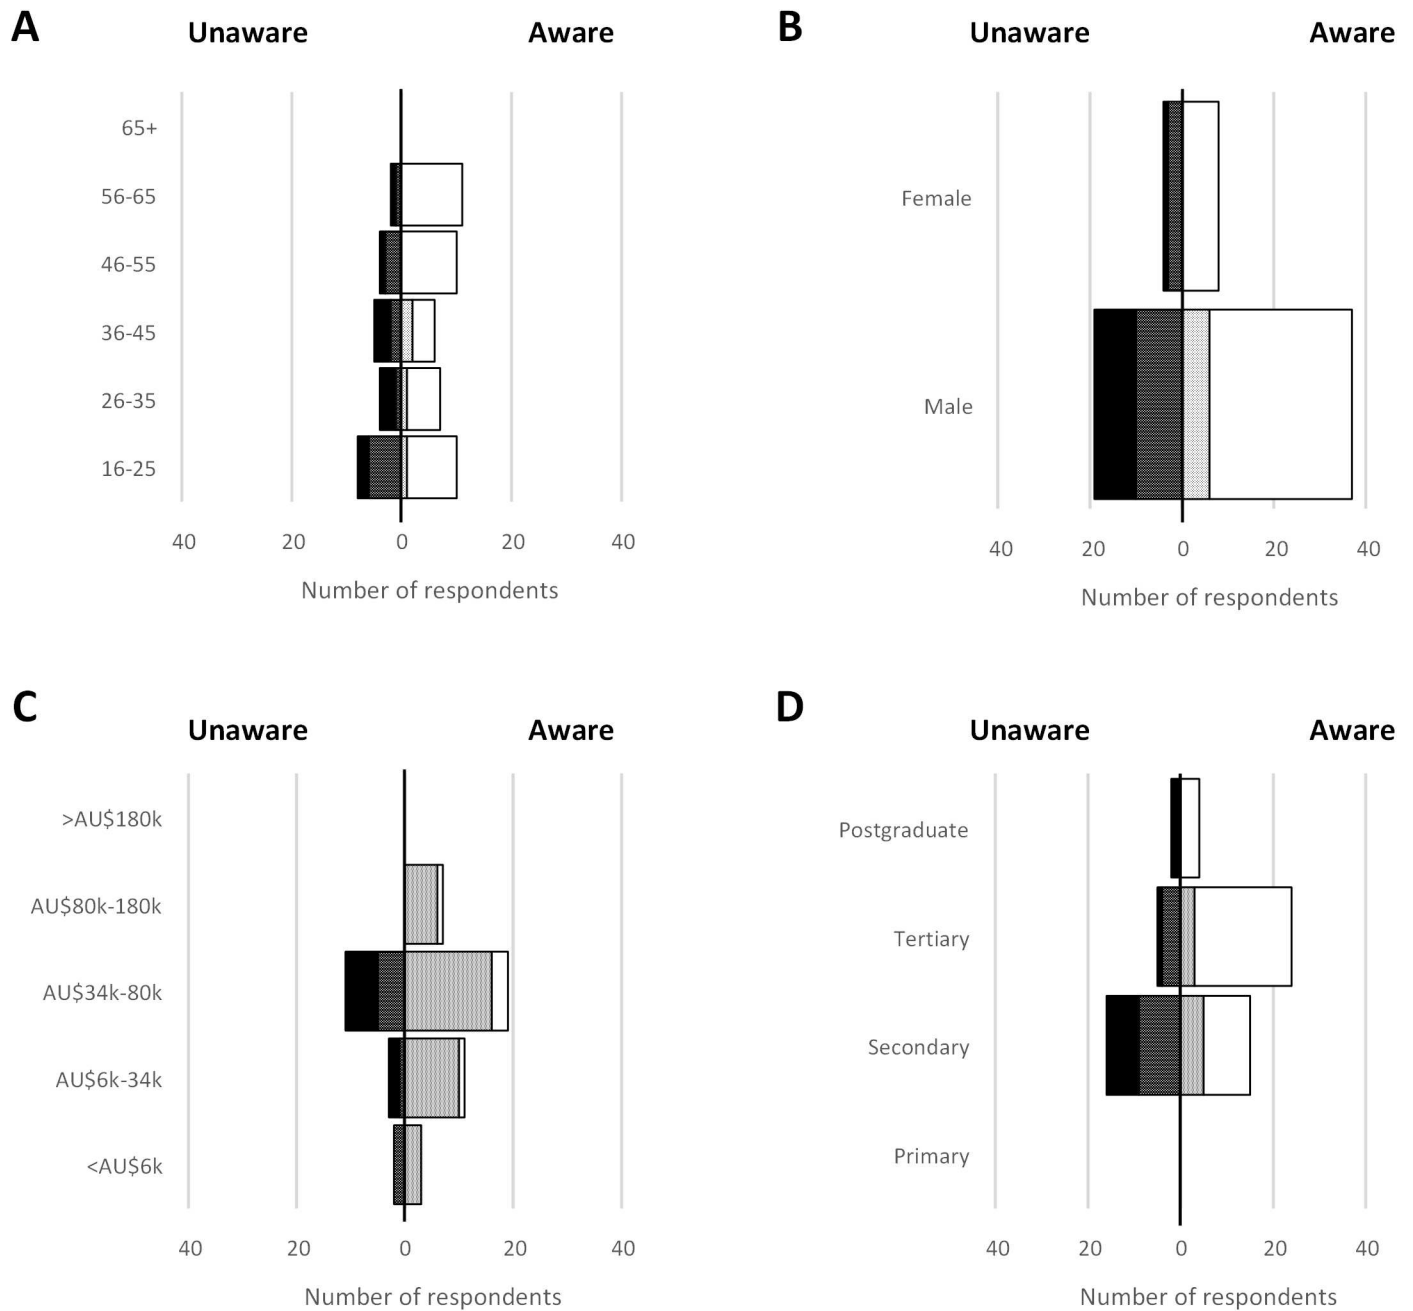 A
Unaware Aware
65+
56-65
46-55
36-45
26-35
16-25
40 20 0 20 40
Number of respondents
B
Unaware Aware
Female
Male
40 20 0 20 40
Number of respondents
C
Unaware Aware
>AU$180k
AU$80k-180k
AU$34k-80k
AU$6k-34k
<AU$6k
40 20 0 20 40
Number of respondents
D
Unaware Aware
Postgraduate
Tertiary
Secondary
Primary
40 20 0 20 40
Number of respondents